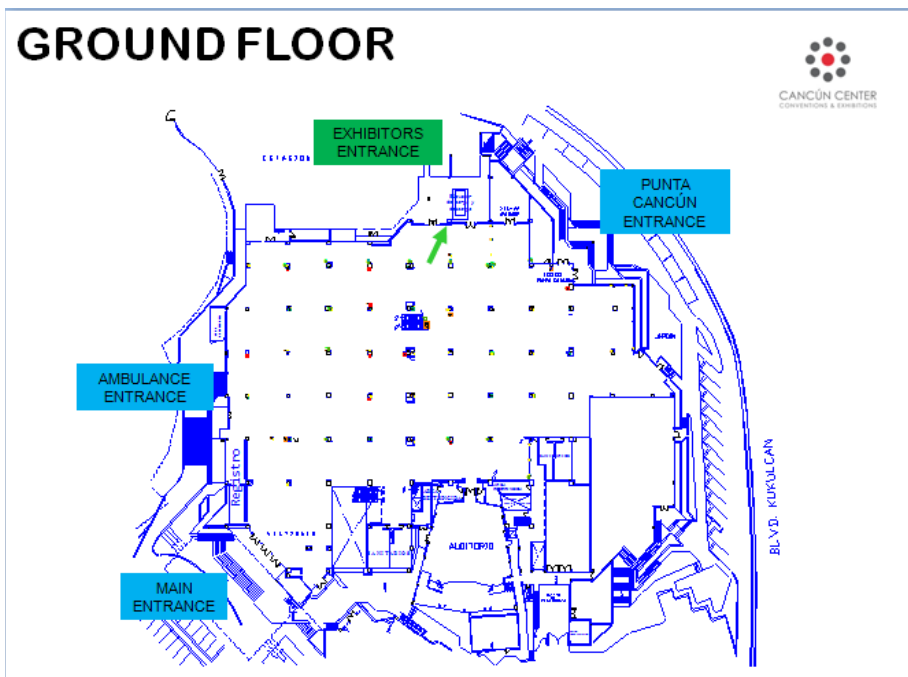 GROUND FLOOR
CANCÚN CENTER
CONVENTIONS & EXHIBITIONS
EXHIBITORS
ENTRANCE
PUNTA
CANCÚN
ENTRANCE
AMBULANCE
ENTRANCE
Registro
AUDITORIO
BLVD. KUKULCAN
MAIN
ENTRANCE